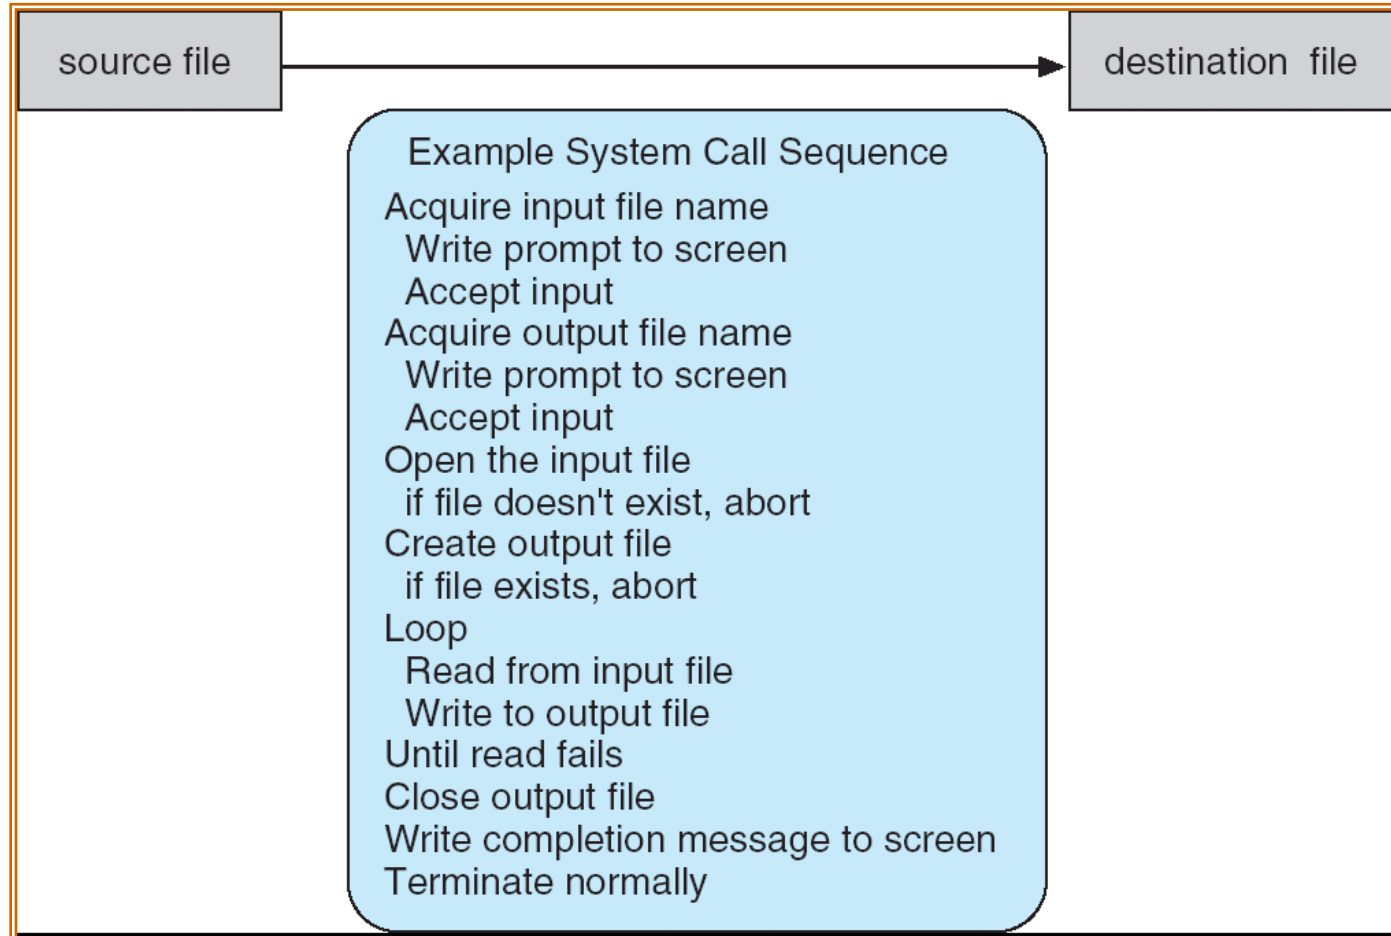 source file
destination file
Example System Call Sequence
Acquire input file name
Write prompt to screen
Accept input
Acquire output file name
Write prompt to screen
Accept input
Open the input file
if file doesn't exist, abort
Create output file
if file exists, abort
Loop
Read from input file
Write to output file
Until read fails
Close output file
Write completion message to screen
Terminate normally